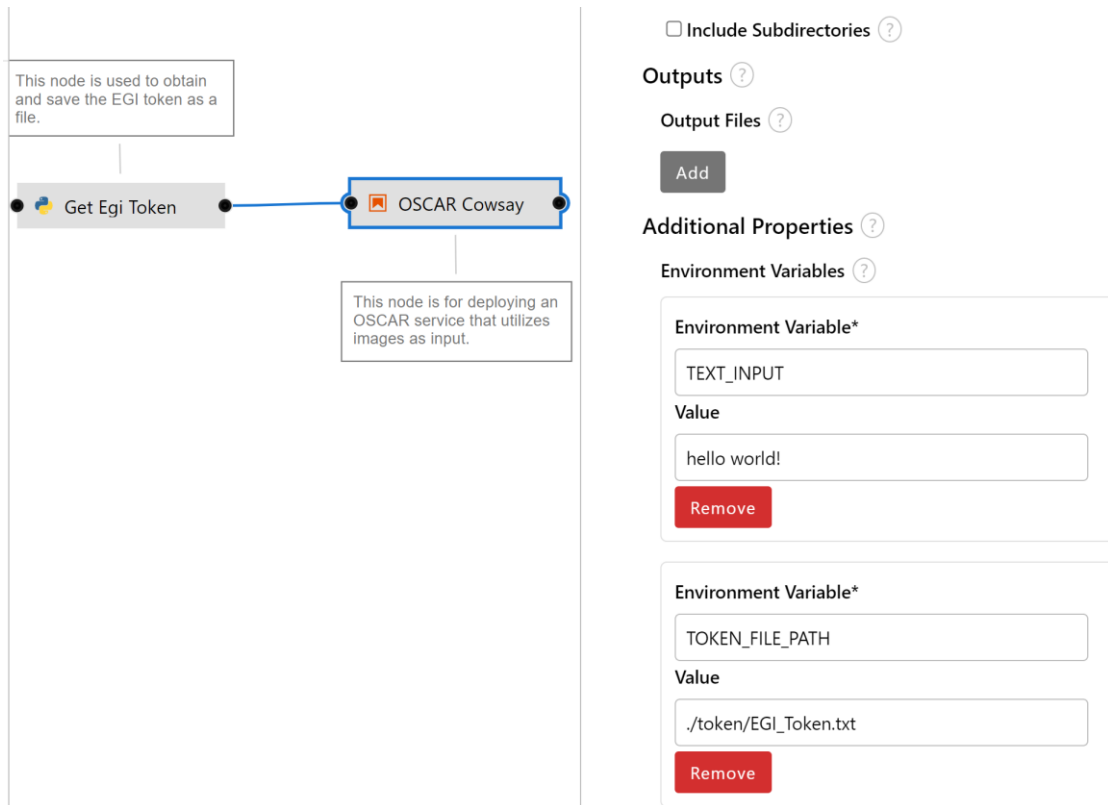 This node is used to obtain
and save the EGI token as a
file.
Get Egi Token
OSCAR Cowsay
This node is for deploying an
OSCAR service that utilizes
images as input.
Include Subdirectories ?
Outputs ?
Output Files ?
Add
Additional Properties ?
Environment Variables ?
Environment Variable*
TEXT_INPUT
Value
hello world!
Remove
Environment Variable*
TOKEN_FILE_PATH
Value
./token/EGI_Token.txt
Remove